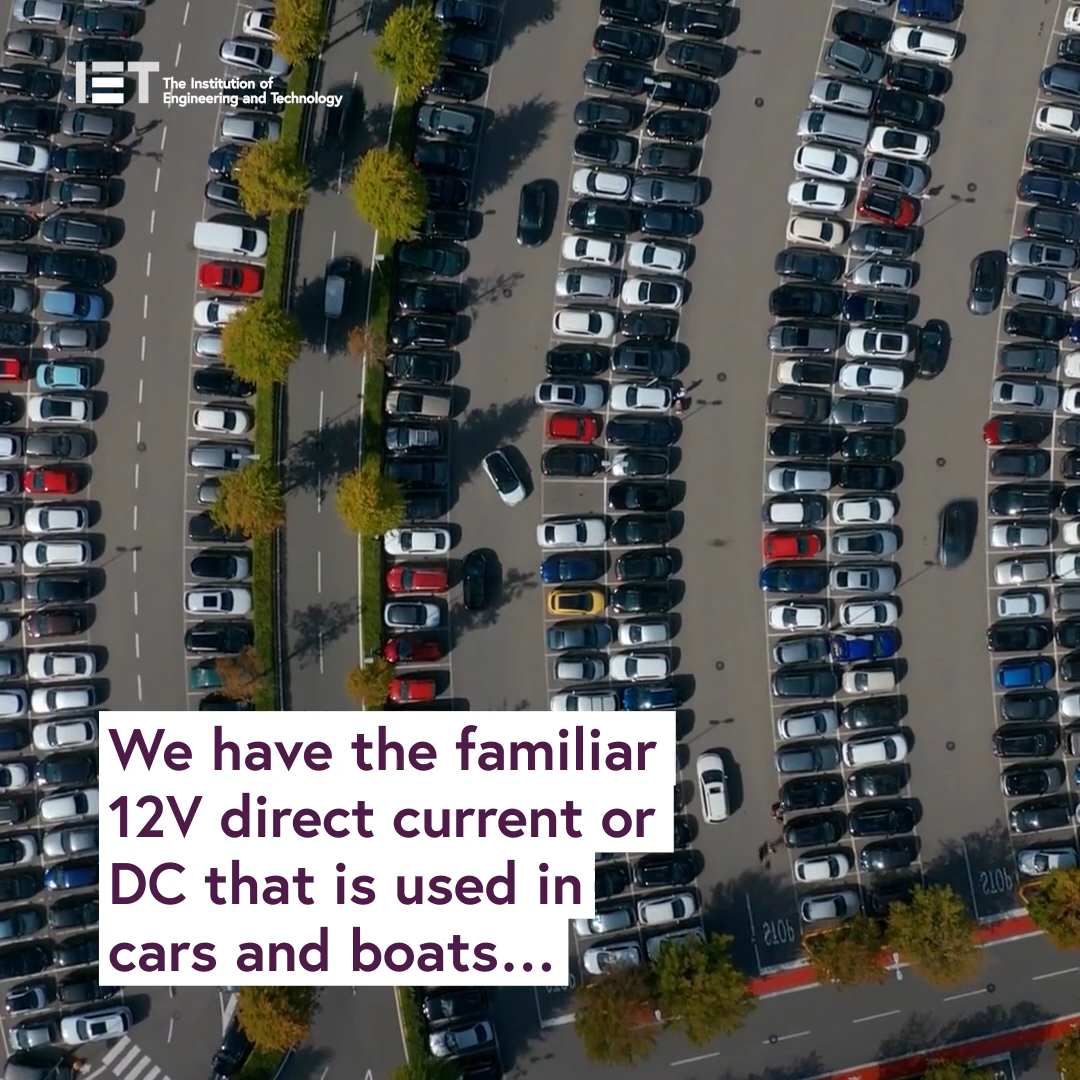 IET The Institution of
Engineering and Technology
We have the familiar
12V direct current or
DC that is used in
cars and boats...
STOP
STOP